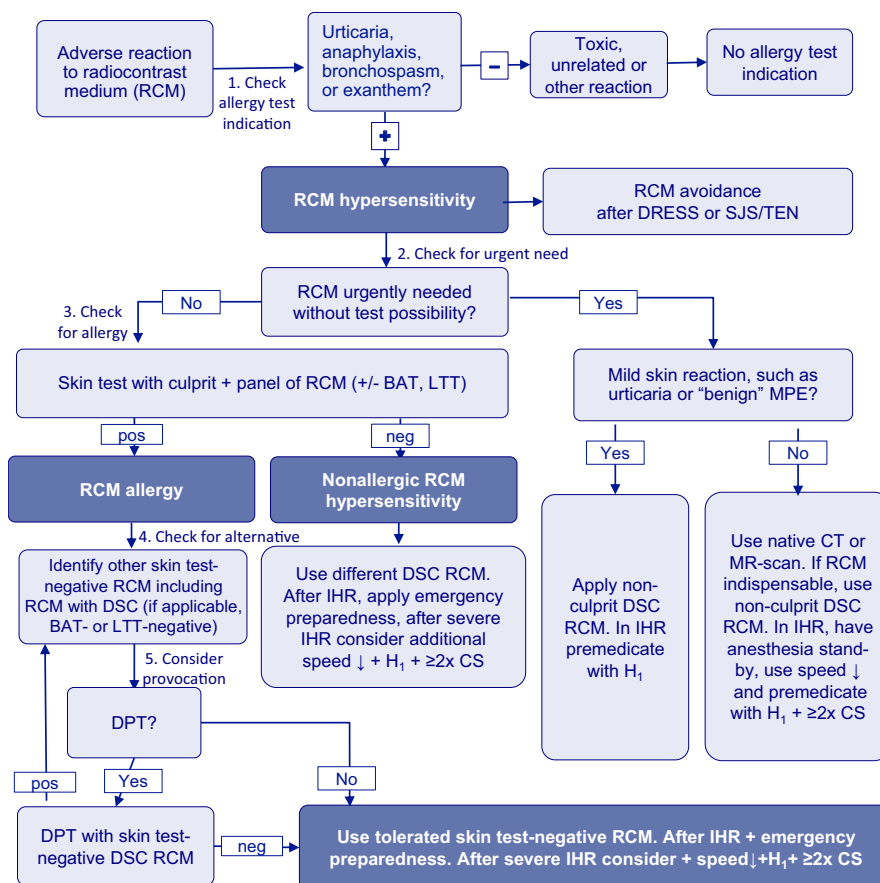 Adverse reaction
to radiocontrast
medium (RCM)
1. Check
allergy test
indication
Urticaria,
anaphylaxis,
bronchospasm,
or exanthem?
−
Toxic,
unrelated or
other reaction
No allergy test
indication
+
RCM hypersensitivity
RCM avoidance
after DRESS or SJS/TEN
2. Check for urgent need
RCM urgently needed
without test possibility?
No
Yes
3. Check
for allergy
Skin test with culprit + panel of RCM (+/- BAT, LTT)
Mild skin reaction, such as
urticaria or “benign” MPE?
pos
neg
Yes
No
RCM allergy
Nonallergic RCM
hypersensitivity
4. Check for alternative
Identify other skin test-
negative RCM including
RCM with DSC (if applicable,
BAT- or LTT-negative)
Use different DSC RCM.
After IHR, apply emergency
preparedness, after severe
IHR consider additional
speed ↓ + H₁ + ≥2x CS
Apply non-
culprit DSC
RCM. In IHR
premedicate
with H₁
Use native CT or
MR-scan. If RCM
indispensable, use
non-culprit DSC
RCM. In IHR, have
anesthesia stand-
by, use speed ↓
and premedicate
with H₁ + ≥2x CS
5. Consider
provocation
DPT?
pos
Yes
No
DPT with skin test-
negative DSC RCM
neg
Use tolerated skin test-negative RCM. After IHR + emergency
preparedness. After severe IHR consider + speed↓+H₁+ ≥2x CS